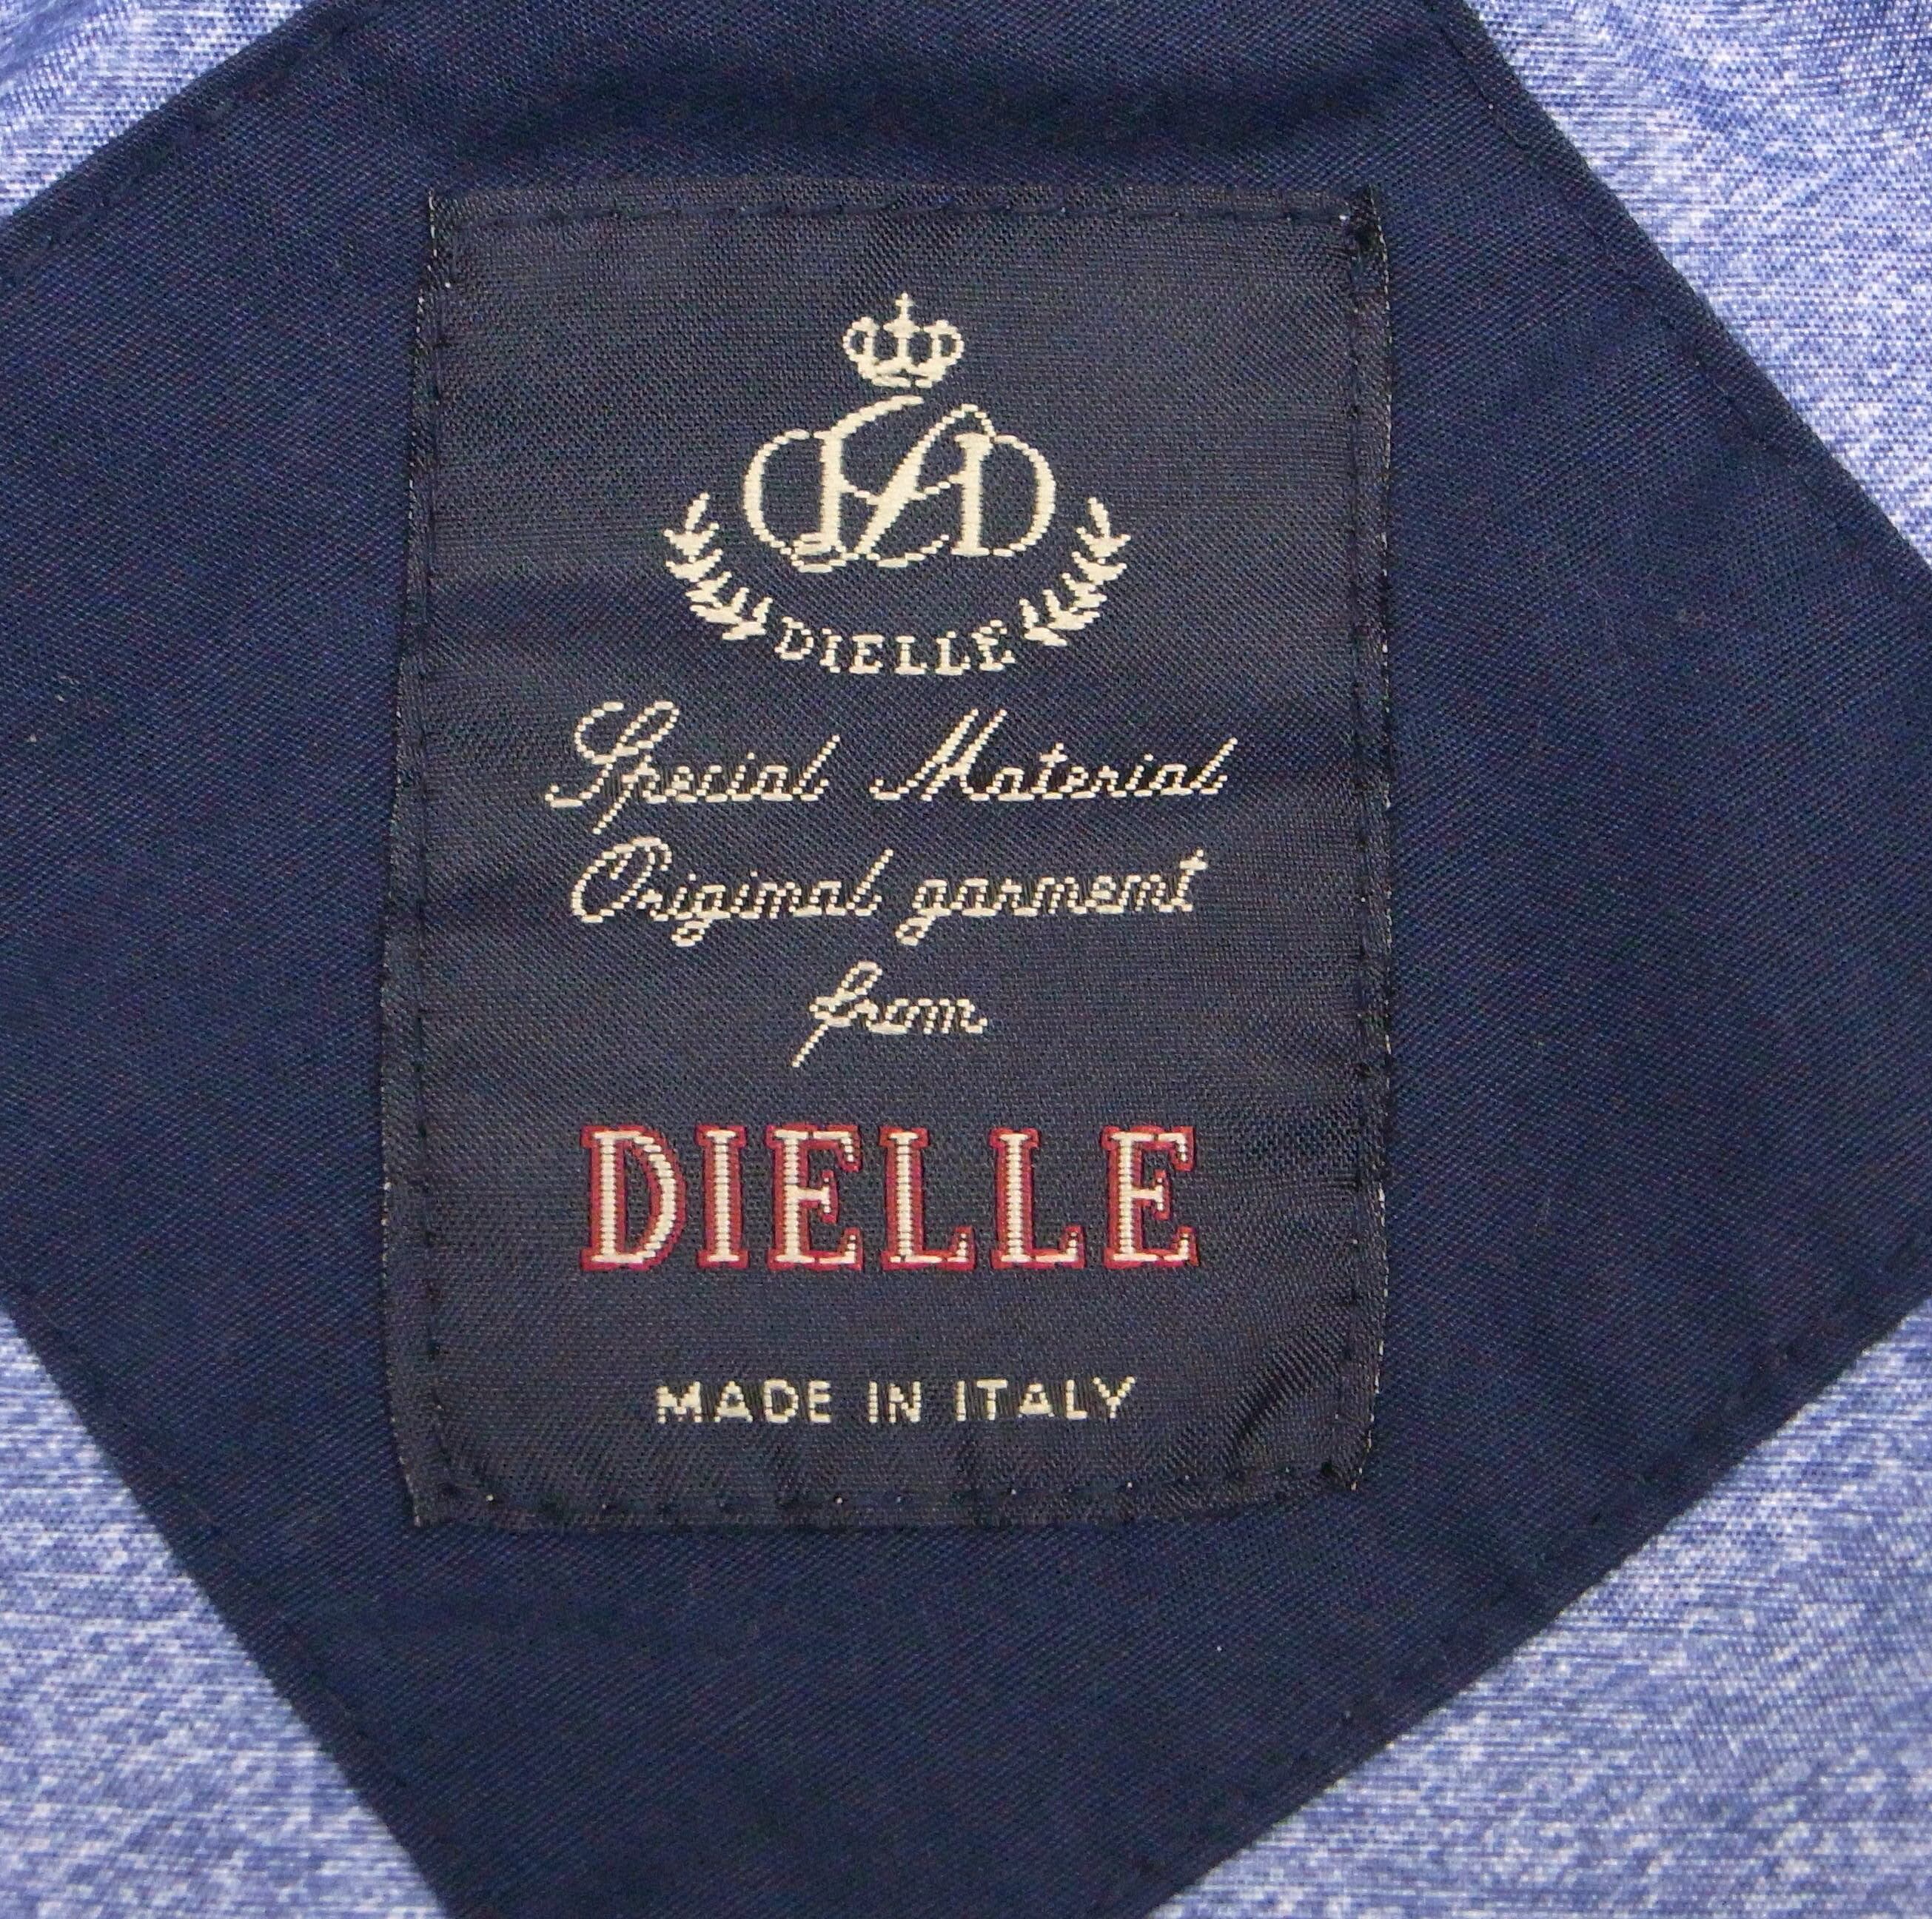 DIELLE
Special Material
Original garment
from
DIELLE
MADE IN ITALY